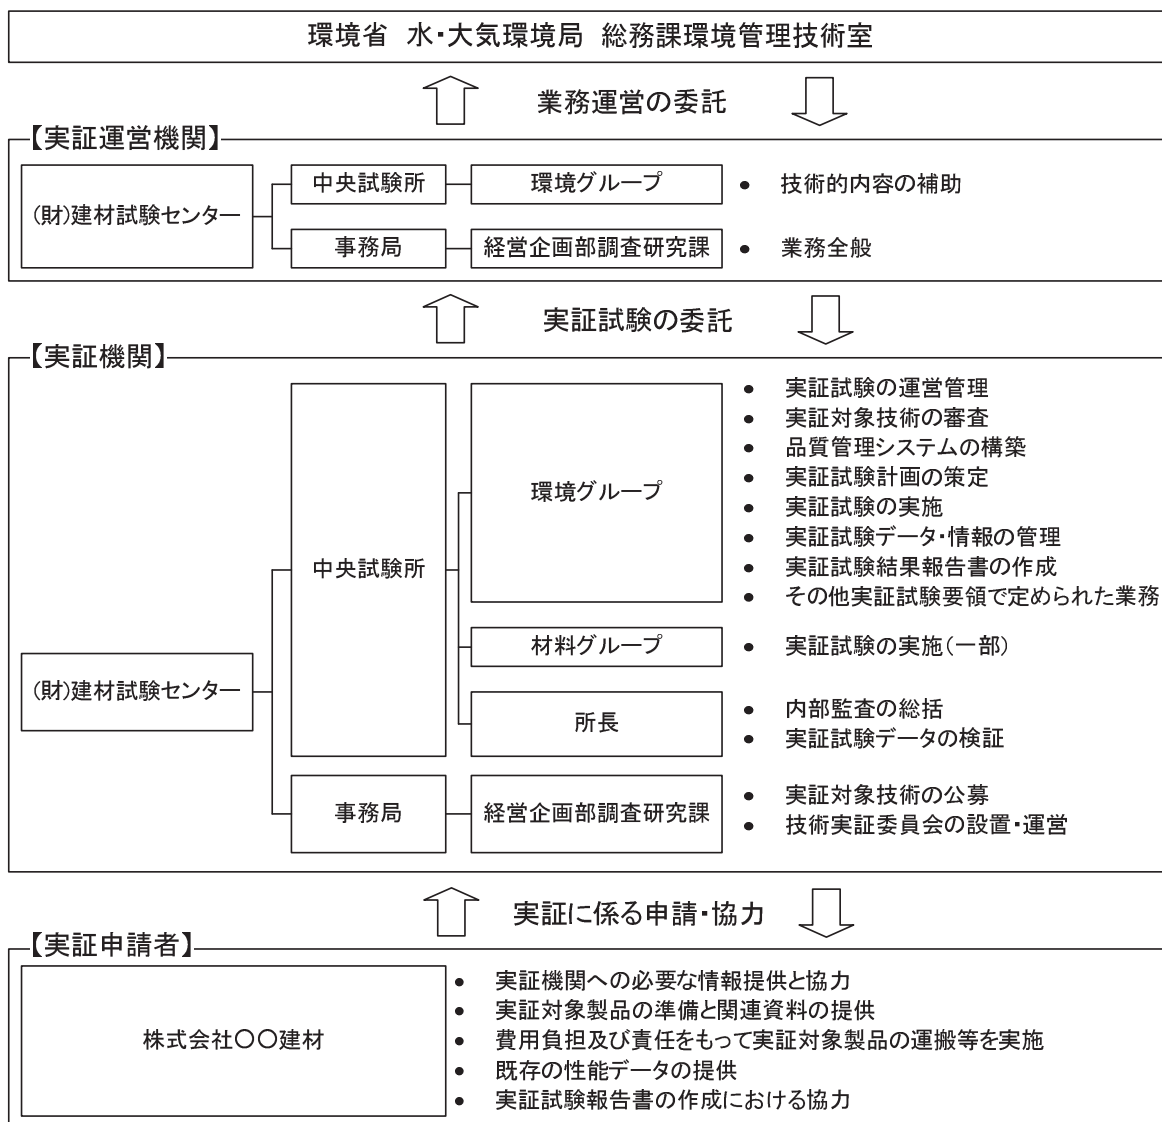 環境省　水・大気環境局　総務課環境管理技術室
業務運営の委託
【実証運営機関】
(財)建材試験センター
中央試験所
環境グループ
● 技術的内容の補助
事務局
経営企画部調査研究課
● 業務全般
実証試験の委託
【実証機関】
(財)建材試験センター
中央試験所
環境グループ
● 実証試験の運営管理
● 実証対象技術の審査
● 品質管理システムの構築
● 実証試験計画の策定
● 実証試験の実施
● 実証試験データ・情報の管理
● 実証試験結果報告書の作成
● その他実証試験要領で定められた業務
材料グループ
● 実証試験の実施(一部)
所長
● 内部監査の総括
● 実証試験データの検証
事務局
経営企画部調査研究課
● 実証対象技術の公募
● 技術実証委員会の設置・運営
実証に係る申請・協力
【実証申請者】
株式会社〇〇建材
● 実証機関への必要な情報提供と協力
● 実証対象製品の準備と関連資料の提供
● 費用負担及び責任をもって実証対象製品の運搬等を実施
● 既存の性能データの提供
● 実証試験報告書の作成における協力